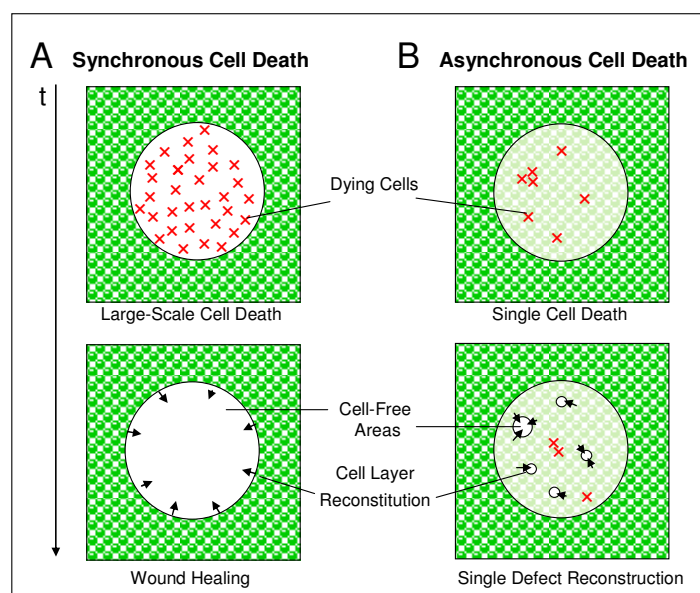 A Synchronous Cell Death
B Asynchronous Cell Death
t
Dying Cells
Large-Scale Cell Death
Single Cell Death
Cell-Free
Areas
Cell Layer
Reconstitution
Wound Healing
Single Defect Reconstruction